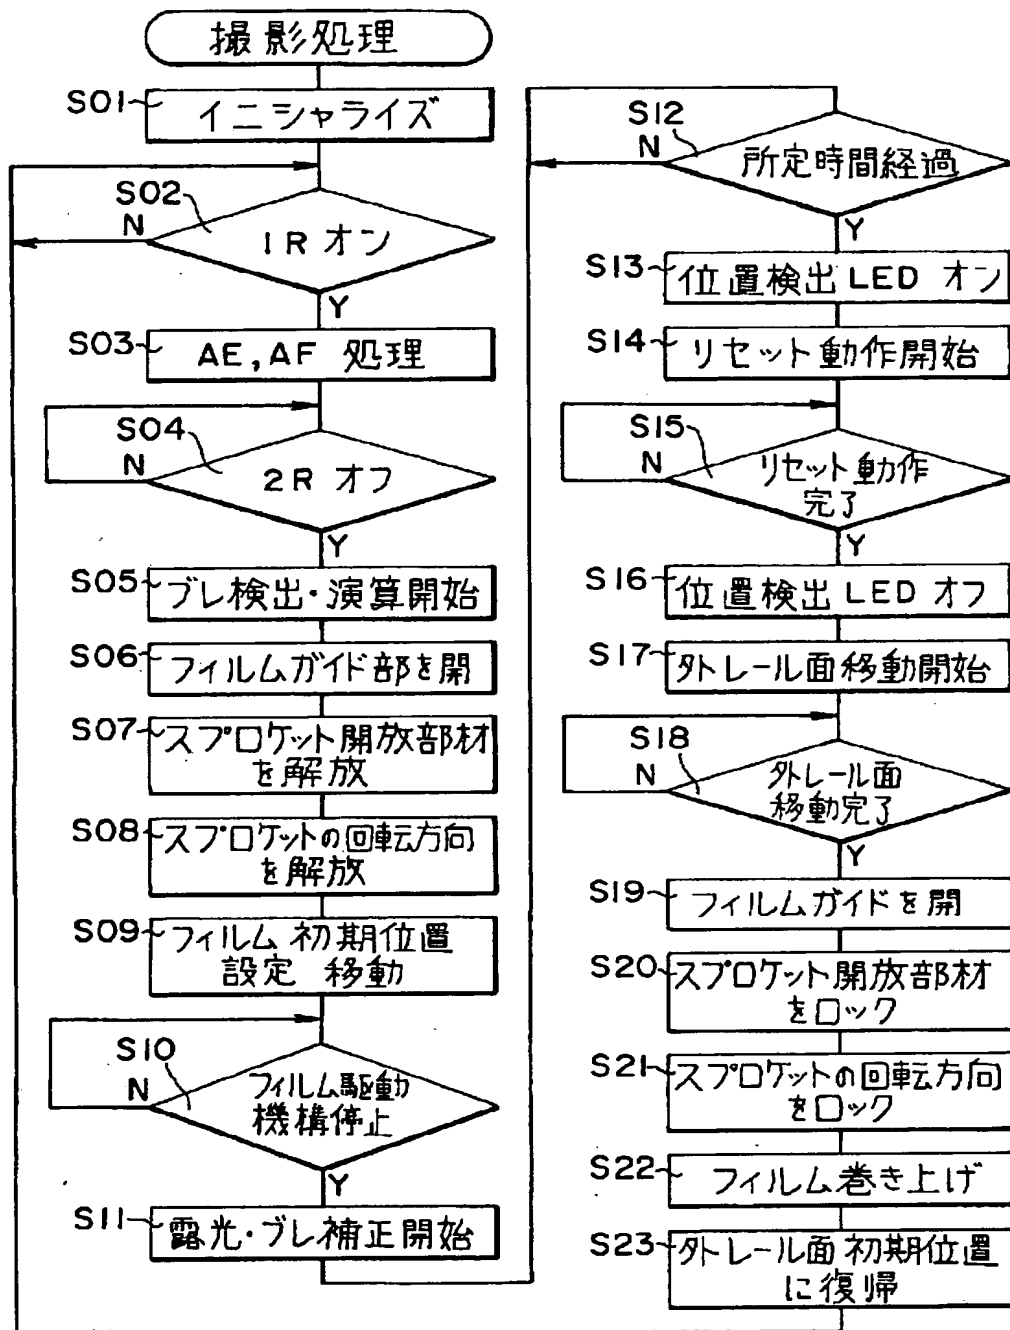 撮影処理
S01
イニシャライズ
S02
N
1R オン
Y
S03
AE,AF 処理
S04
N
2R オフ
Y
S05
ブレ検出・演算開始
S06
フィルムガイド部を開
S07
スプロケット開放部材
を解放
S08
スプロケットの回転方向
を解放
S09
フィルム 初期位置
設定 移動
S10
N
フィルム駆動
機構停止
Y
S11
露光・ブレ補正開始
S12
N
所定時間経過
Y
S13
位置検出 LED オン
S14
リセット動作開始
S15
N
リセット動作
完了
Y
S16
位置検出 LED オフ
S17
外レール面移動開始
S18
N
外レール面
移動完了
Y
S19
フィルムガイドを開
S20
スプロケット開放部材
をロック
S21
スプロケットの回転方向
をロック
S22
フィルム巻き上げ
S23
外レール面初期位置
に復帰